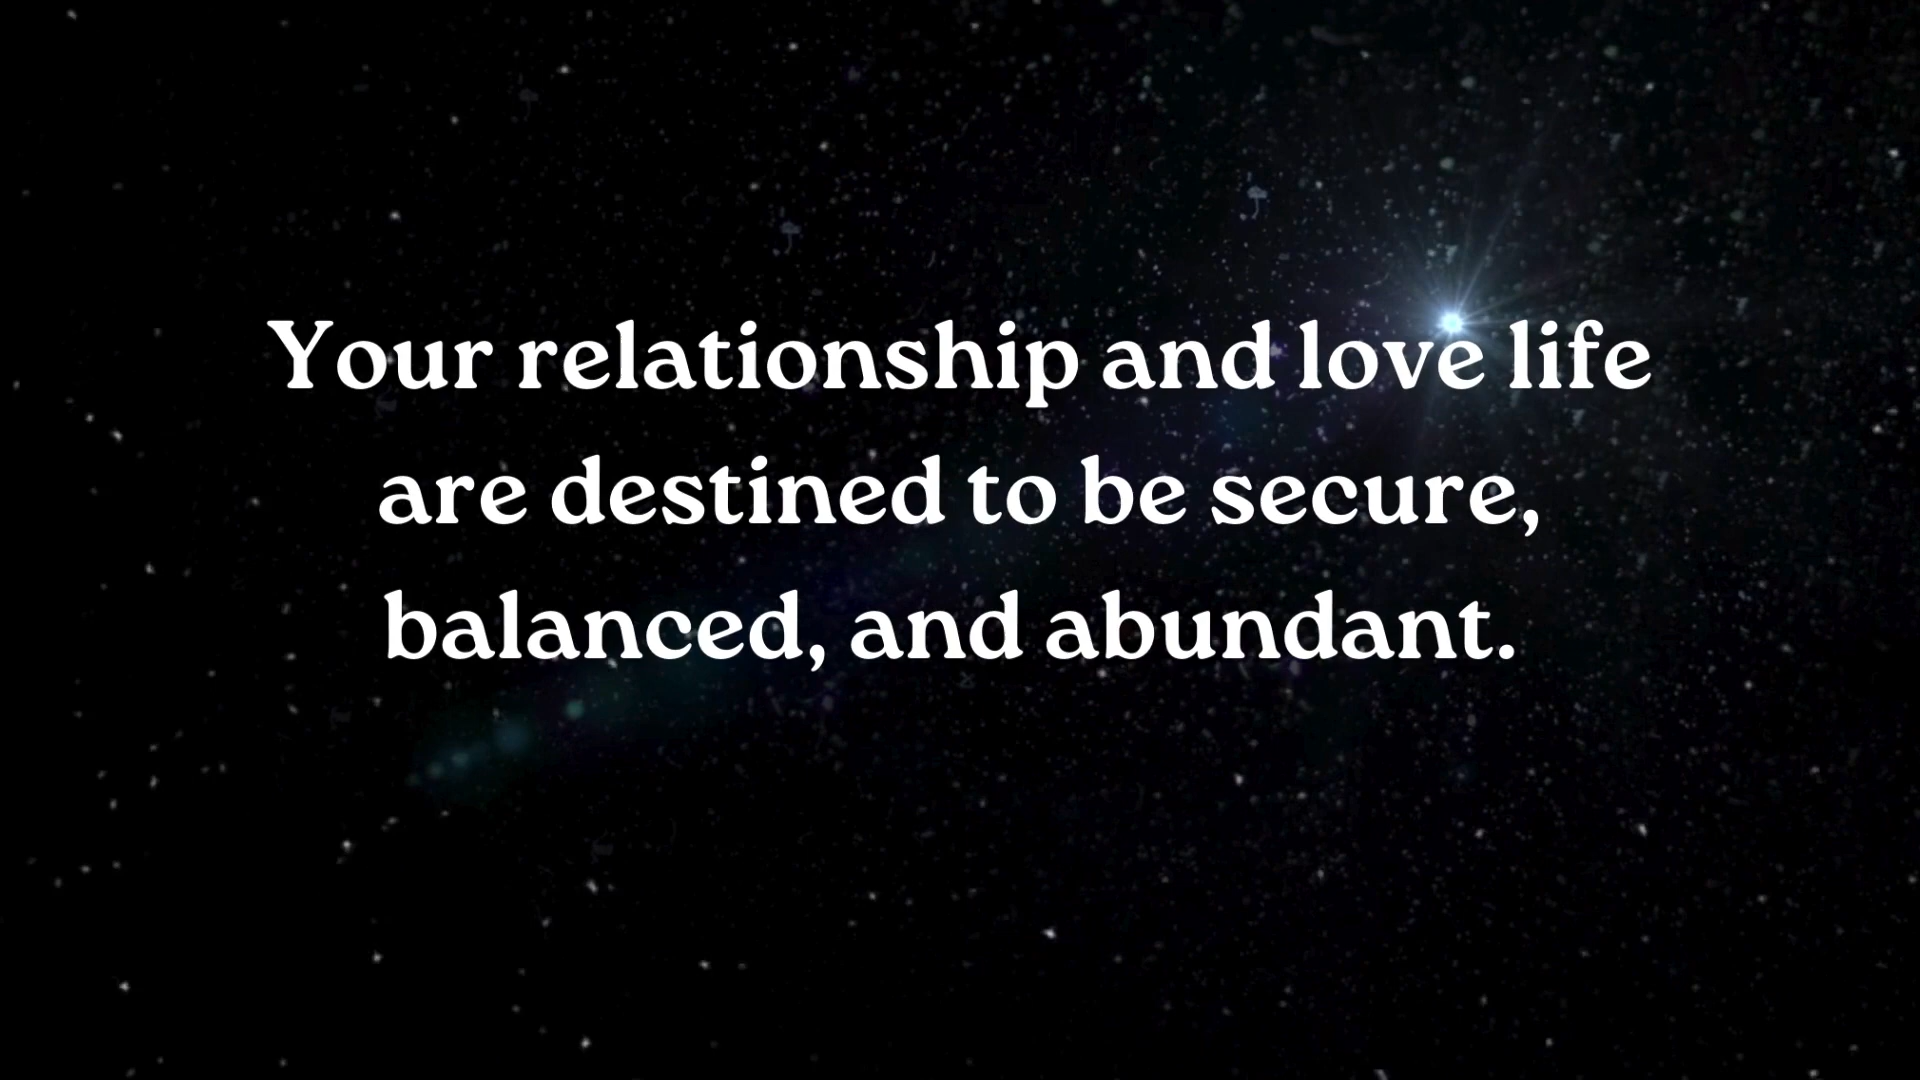 Your relationship and love life
are destined to be secure,
balanced, and abundant.